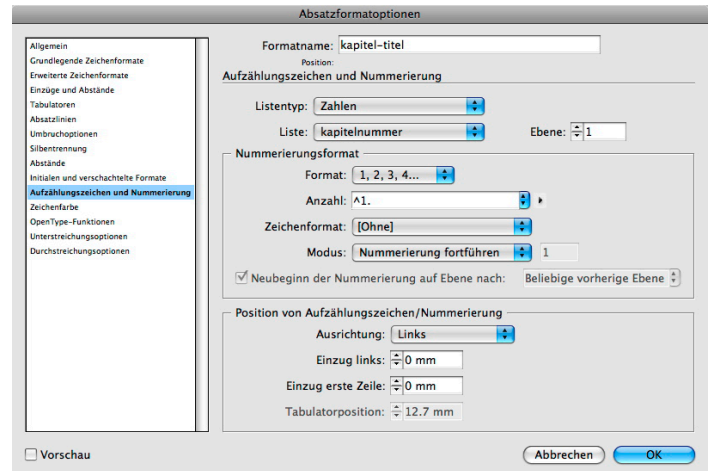 Absatzformatoptionen
Allgemein
Grundlegende Zeichenformate
Erweiterte Zeichenformate
Einzüge und Abstände
Tabulatoren
Absatzlinien
Umbruchoptionen
Silbentrennung
Abstände
Initialen und verschachtelte Formate
Aufzählungszeichen und Nummerierung
Zeichenfarbe
OpenType-Funktionen
Unterstreichungsoptionen
Durchstreichungsoptionen
Formatname: kapitel-titel
Position:
Aufzählungszeichen und Nummerierung
Listentyp: Zahlen
Liste: kapitelnummer Ebene: 1
Nummerierungsformat
Format: 1, 2, 3, 4...
Anzahl: ^1.
Zeichenformat: [Ohne]
Modus: Nummerierung fortführen 1
Neubeginn der Nummerierung auf Ebene nach: Beliebige vorherige Ebene
Position von Aufzählungszeichen/Nummerierung
Ausrichtung: Links
Einzug links: 0 mm
Einzug erste Zeile: 0 mm
Tabulatorposition: 12.7 mm
Vorschau Abbrechen OK